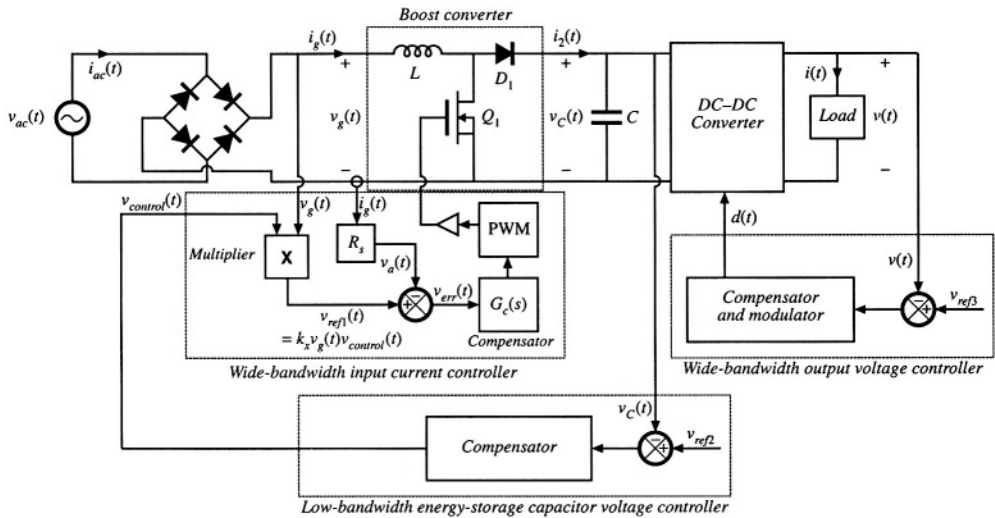 Boost converter
i_ac(t)
v_ac(t)
i_g(t)
+
v_g(t)
–
L
D_1
Q_1
i_2(t)
+
v_C(t)
–
C
DC–DC
Converter
i(t)
Load
+
v(t)
–
v_control(t)
v_g(t)
i_g(t)
Multiplier
X
R_s
v_a(t)
PWM
+
–
v_err(t)
G_c(s)
v_ref1(t)
= k_x v_g(t) v_control(t)
Compensator
Wide-bandwidth input current controller
d(t)
v(t)
Compensator
and modulator
–
+
v_ref3
Wide-bandwidth output voltage controller
v_C(t)
Compensator
–
+
v_ref2
Low-bandwidth energy-storage capacitor voltage controller